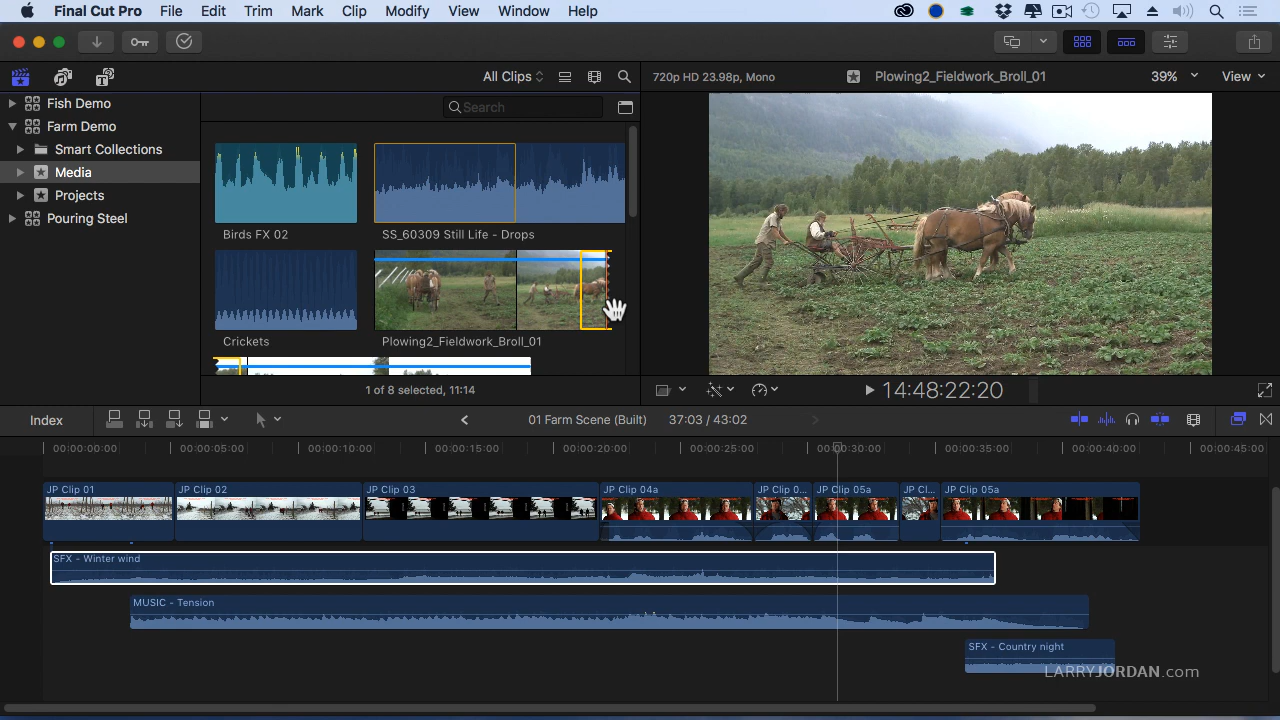 Final Cut Pro File Edit Trim Mark Clip Modify View Window Help
All Clips
720p HD 23.98p, Mono Plowing2_Fieldwork_Broll_01 39% View
Fish Demo
Farm Demo
Smart Collections
Media
Projects
Pouring Steel
Search
Birds FX 02 SS_60309 Still Life - Drops
Crickets Plowing2_Fieldwork_Broll_01
1 of 8 selected, 11:14
14:48:22:20
Index 01 Farm Scene (Built) 37:03 / 43:02
00:00:00:00 00:00:05:00 00:00:10:00 00:00:15:00 00:00:20:00 00:00:25:00 00:00:30:00 00:00:35:00 00:00:40:00 00:00:45:00
JP Clip 01 JP Clip 02 JP Clip 03 JP Clip 04a JP Clip 0... JP Clip 05a JP Cl... JP Clip 05a
SFX - Winter wind
MUSIC - Tension
SFX - Country night
LARRYJORDAN.com